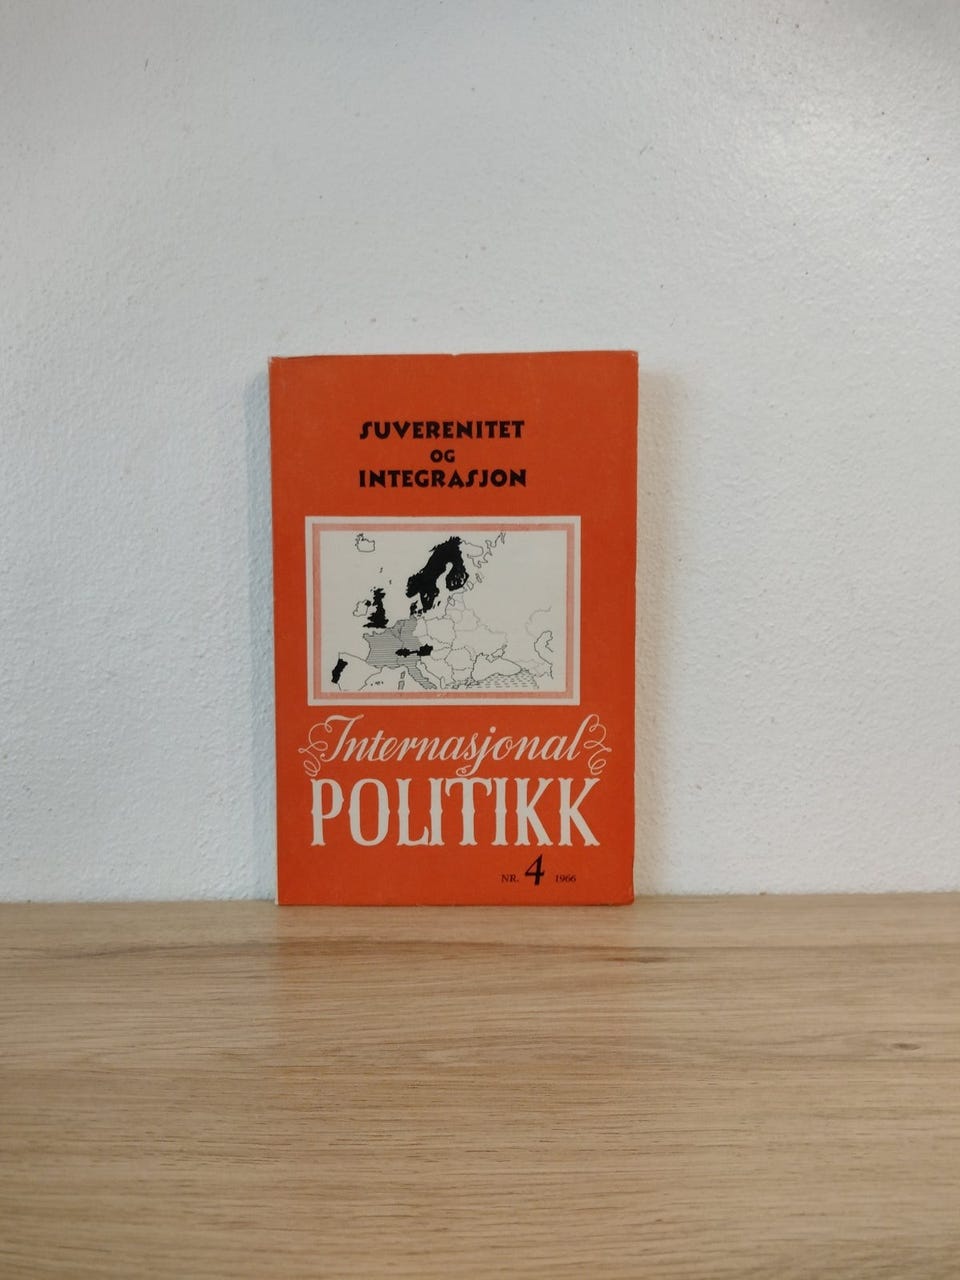 SUVERENITET
OG
INTEGRASJON
Internasjonal
POLITIKK
NR. 4 1966